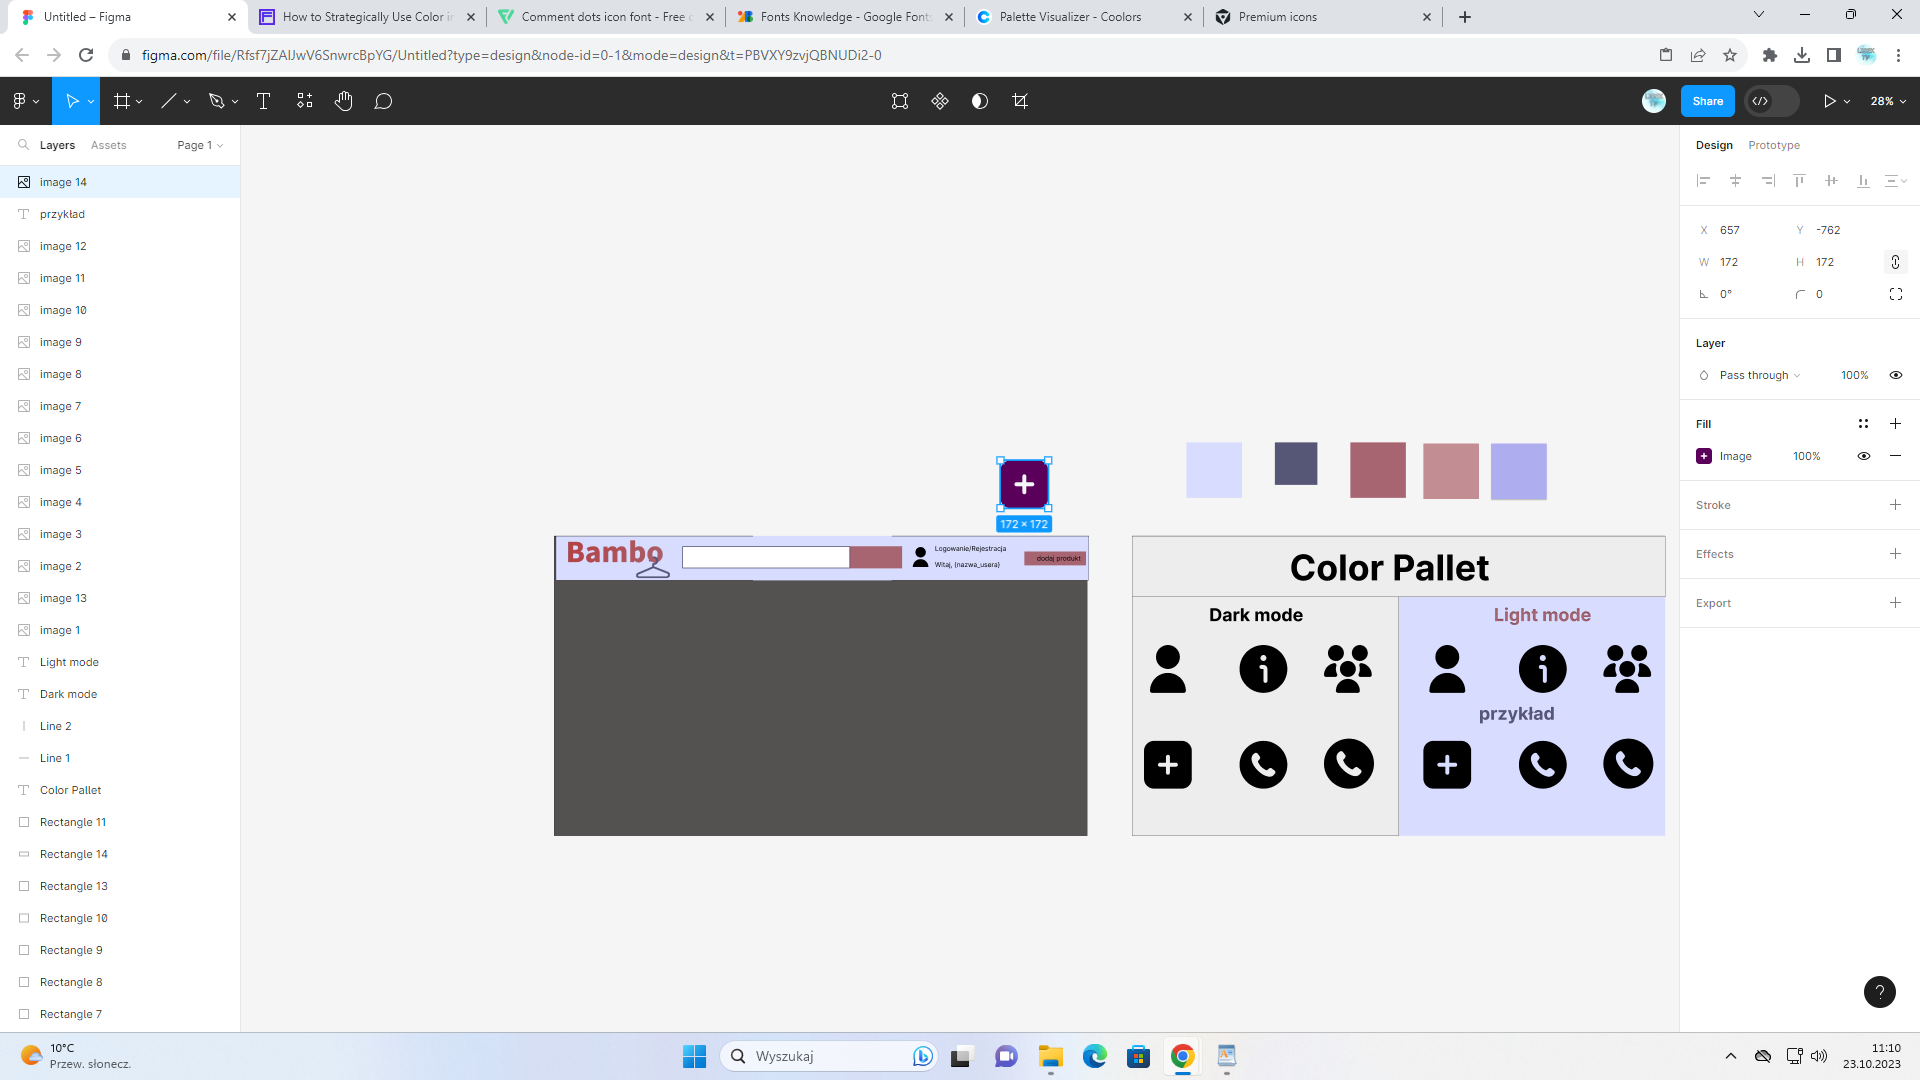 Untitled – Figma
How to Strategically Use Color in
Comment dots icon font - Free
Fonts Knowledge - Google Fonts
Palette Visualizer - Coolors
Premium icons
figma.com/file/Rfsf7jZAIJwV6SnwrcBpYG/Untitled?type=design&node-id=0-1&mode=design&t=PBVXY9zvjQBNUDi2-0
Share
28%
Layers
Assets
Page 1
image 14
przykład
image 12
image 11
image 10
image 9
image 8
image 7
image 6
image 5
image 4
image 3
image 2
image 13
image 1
Light mode
Dark mode
Line 2
Line 1
Color Pallet
Rectangle 11
Rectangle 14
Rectangle 13
Rectangle 10
Rectangle 9
Rectangle 8
Rectangle 7
172 × 172
Bambo
Logowanie/Rejestracja
Witaj, {nazwa_usera}
dodaj produkt
Color Pallet
Dark mode
Light mode
przykład
Design
Prototype
X 657 Y -762
W 172 H 172
0° 0
Layer
Pass through 100%
Fill
Image 100%
Stroke
Effects
Export
?
10°C
Przew. słonecz.
Wyszukaj
11:10
23.10.2023